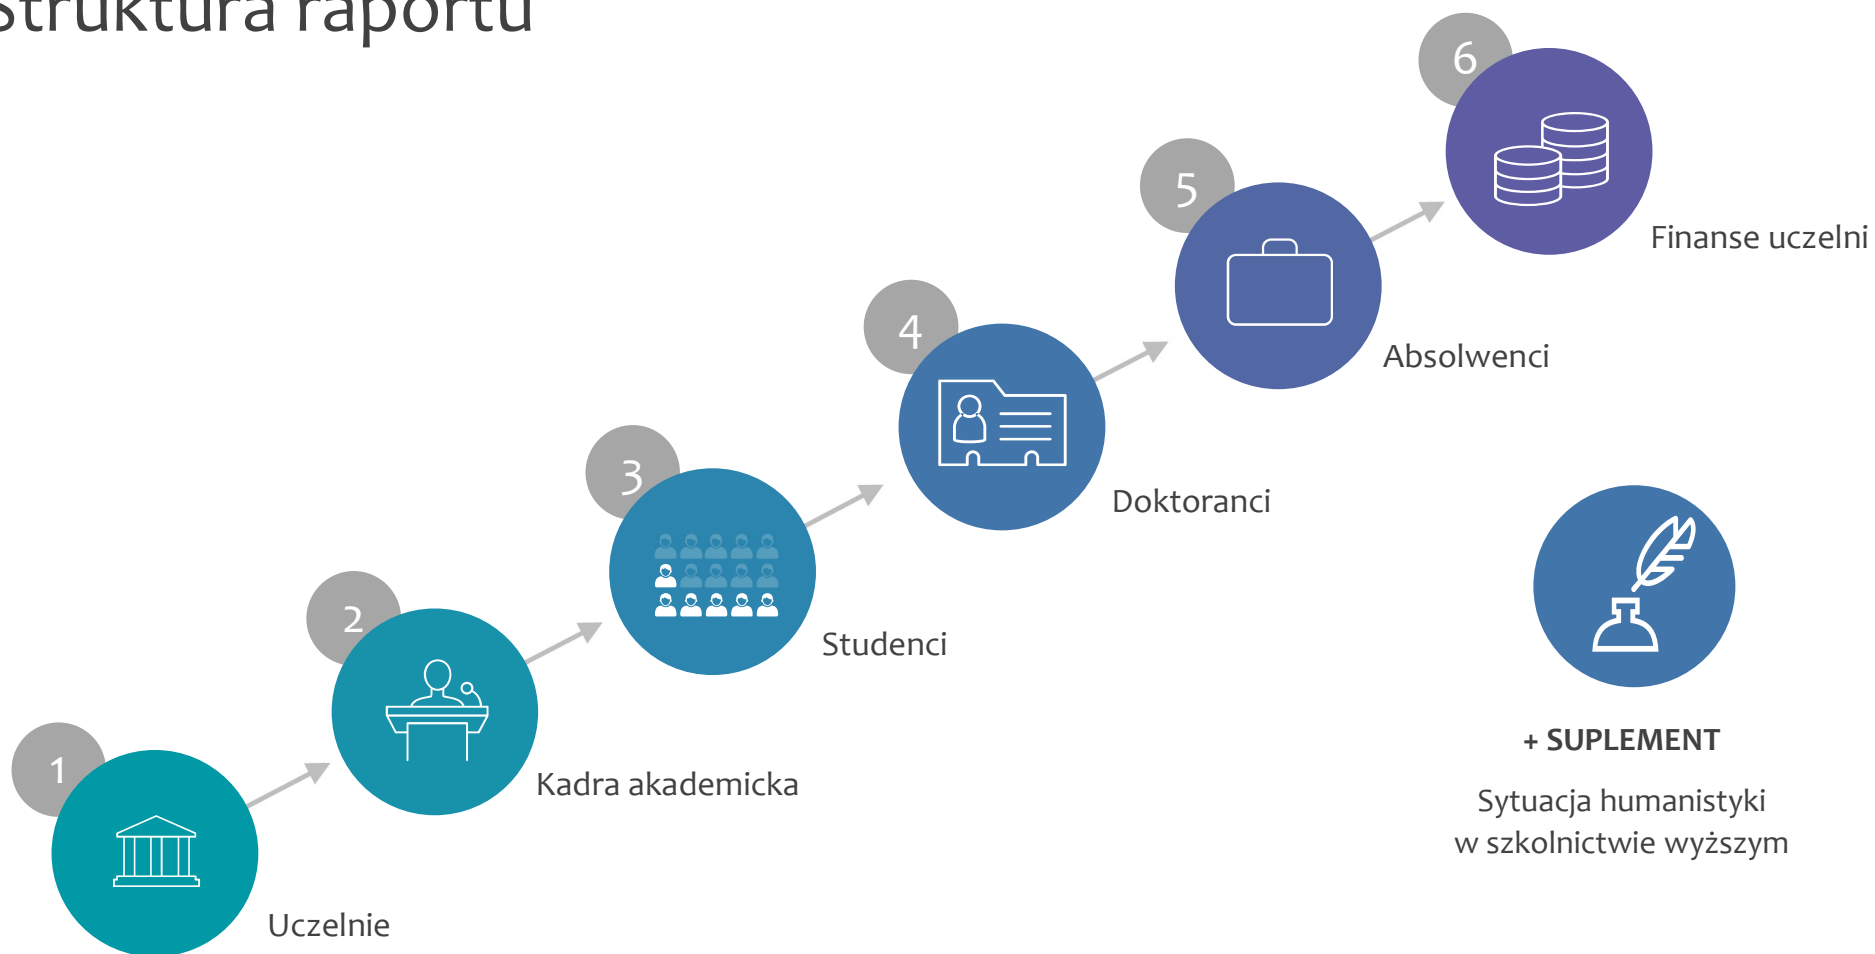 Struktura raportu
1
Uczelnie
2
Kadra akademicka
3
Studenci
4
Doktoranci
5
Absolwenci
6
Finanse uczelni
+ SUPLEMENT
Sytuacja humanistyki
w szkolnictwie wyższym